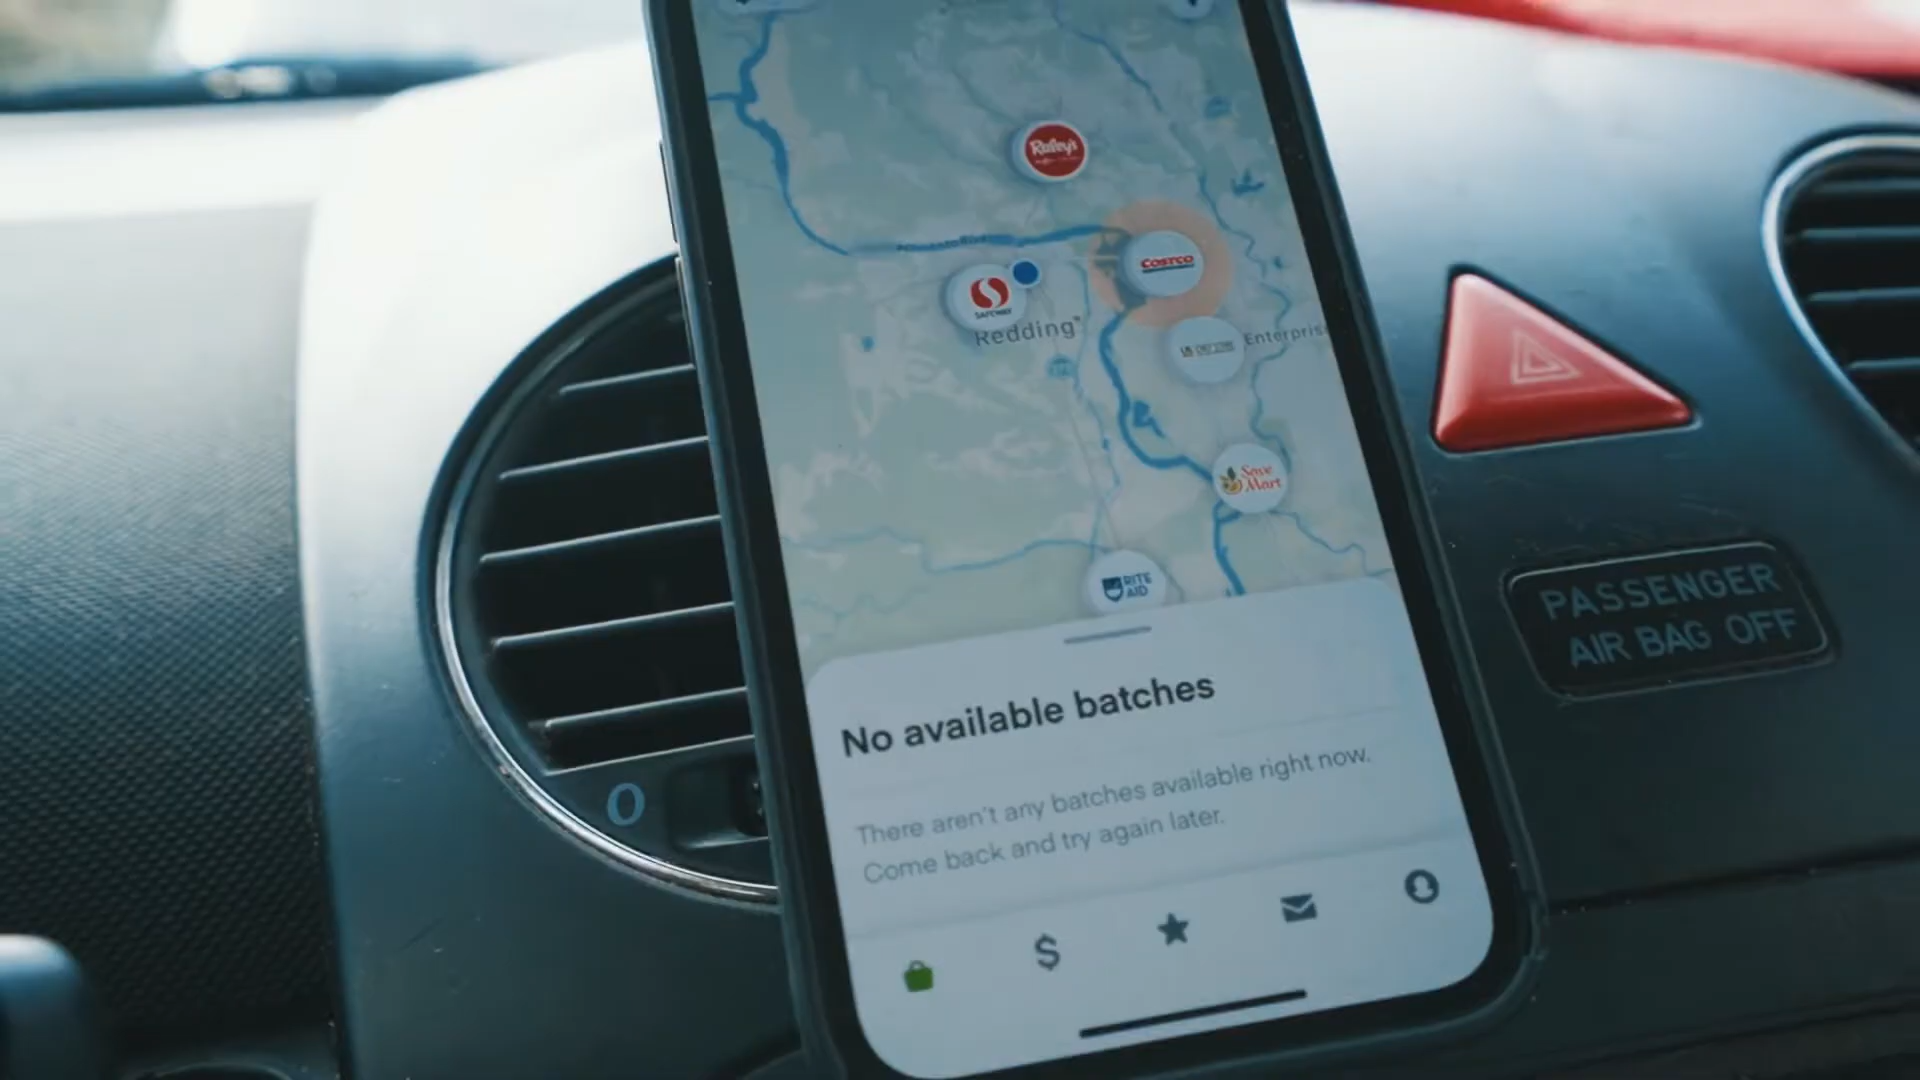 Raley's
COSTCO
SAFEWAY
Redding
Enterpris
Save
Mart
RITE
AID
No available batches
There aren't any batches available right now.
Come back and try again later.
$
PASSENGER
AIR BAG OFF
O